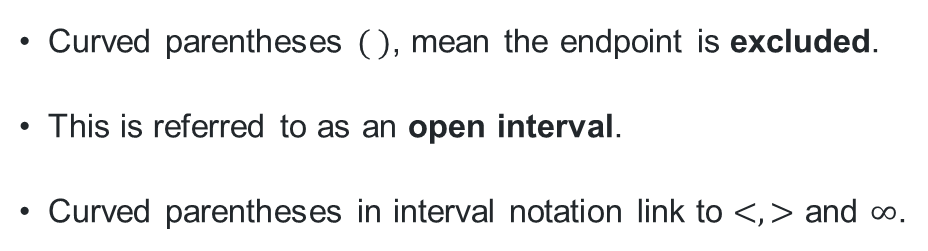 • Curved parentheses ( ), mean the endpoint is excluded.
• This is referred to as an open interval.
• Curved parentheses in interval notation link to <, > and ∞.